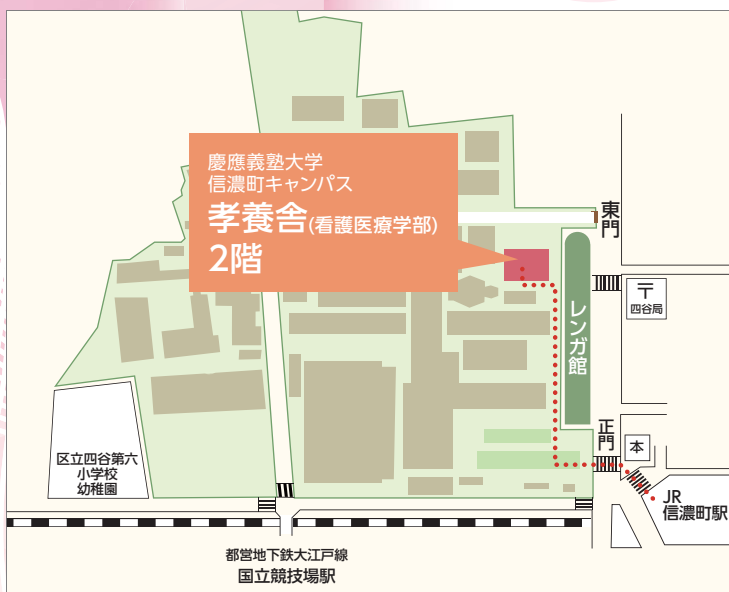 慶應義塾大学
信濃町キャンパス
孝養舎(看護医療学部)
2階
東門
〒
四谷局
レンガ館
正門
本
JR
信濃町駅
区立四谷第六
小学校
幼稚園
都営地下鉄大江戸線
国立競技場駅